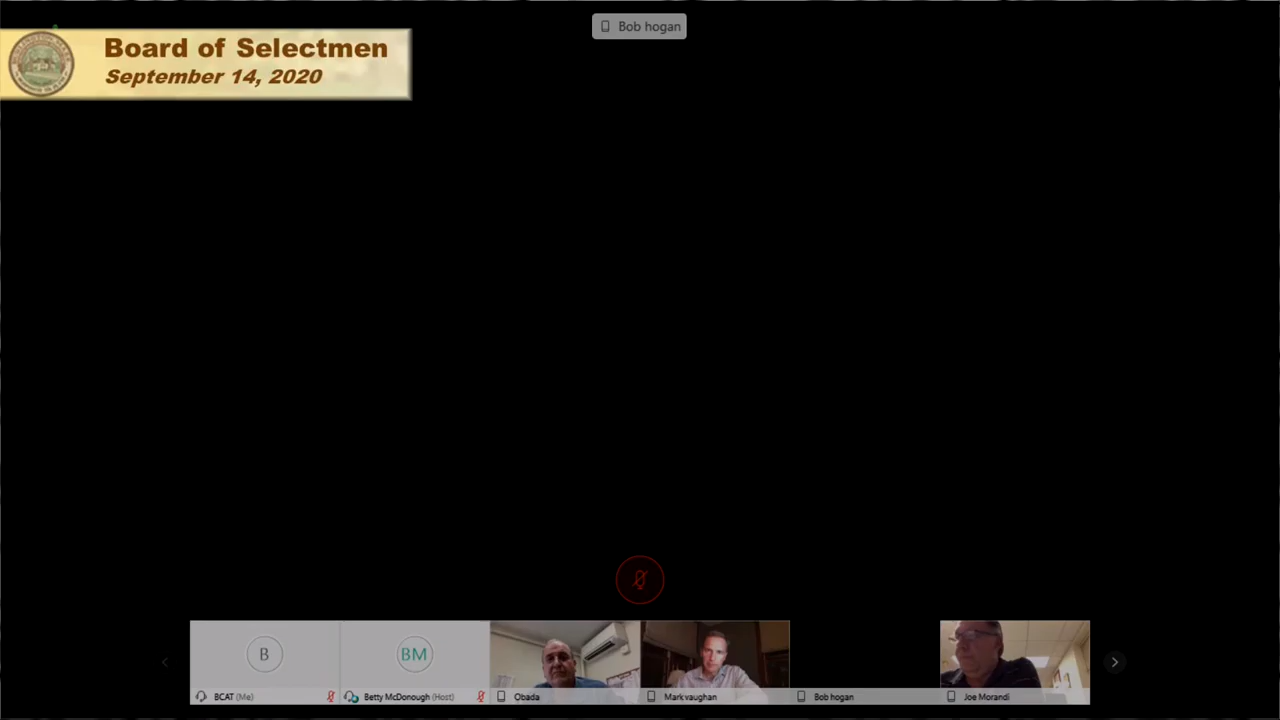 Bob hogan
Board of Selectmen
September 14, 2020
B
BM
BCAT (Me)
Betty McDonough (Host)
Obada
Mark vaughan
Bob hogan
Joe Morandi